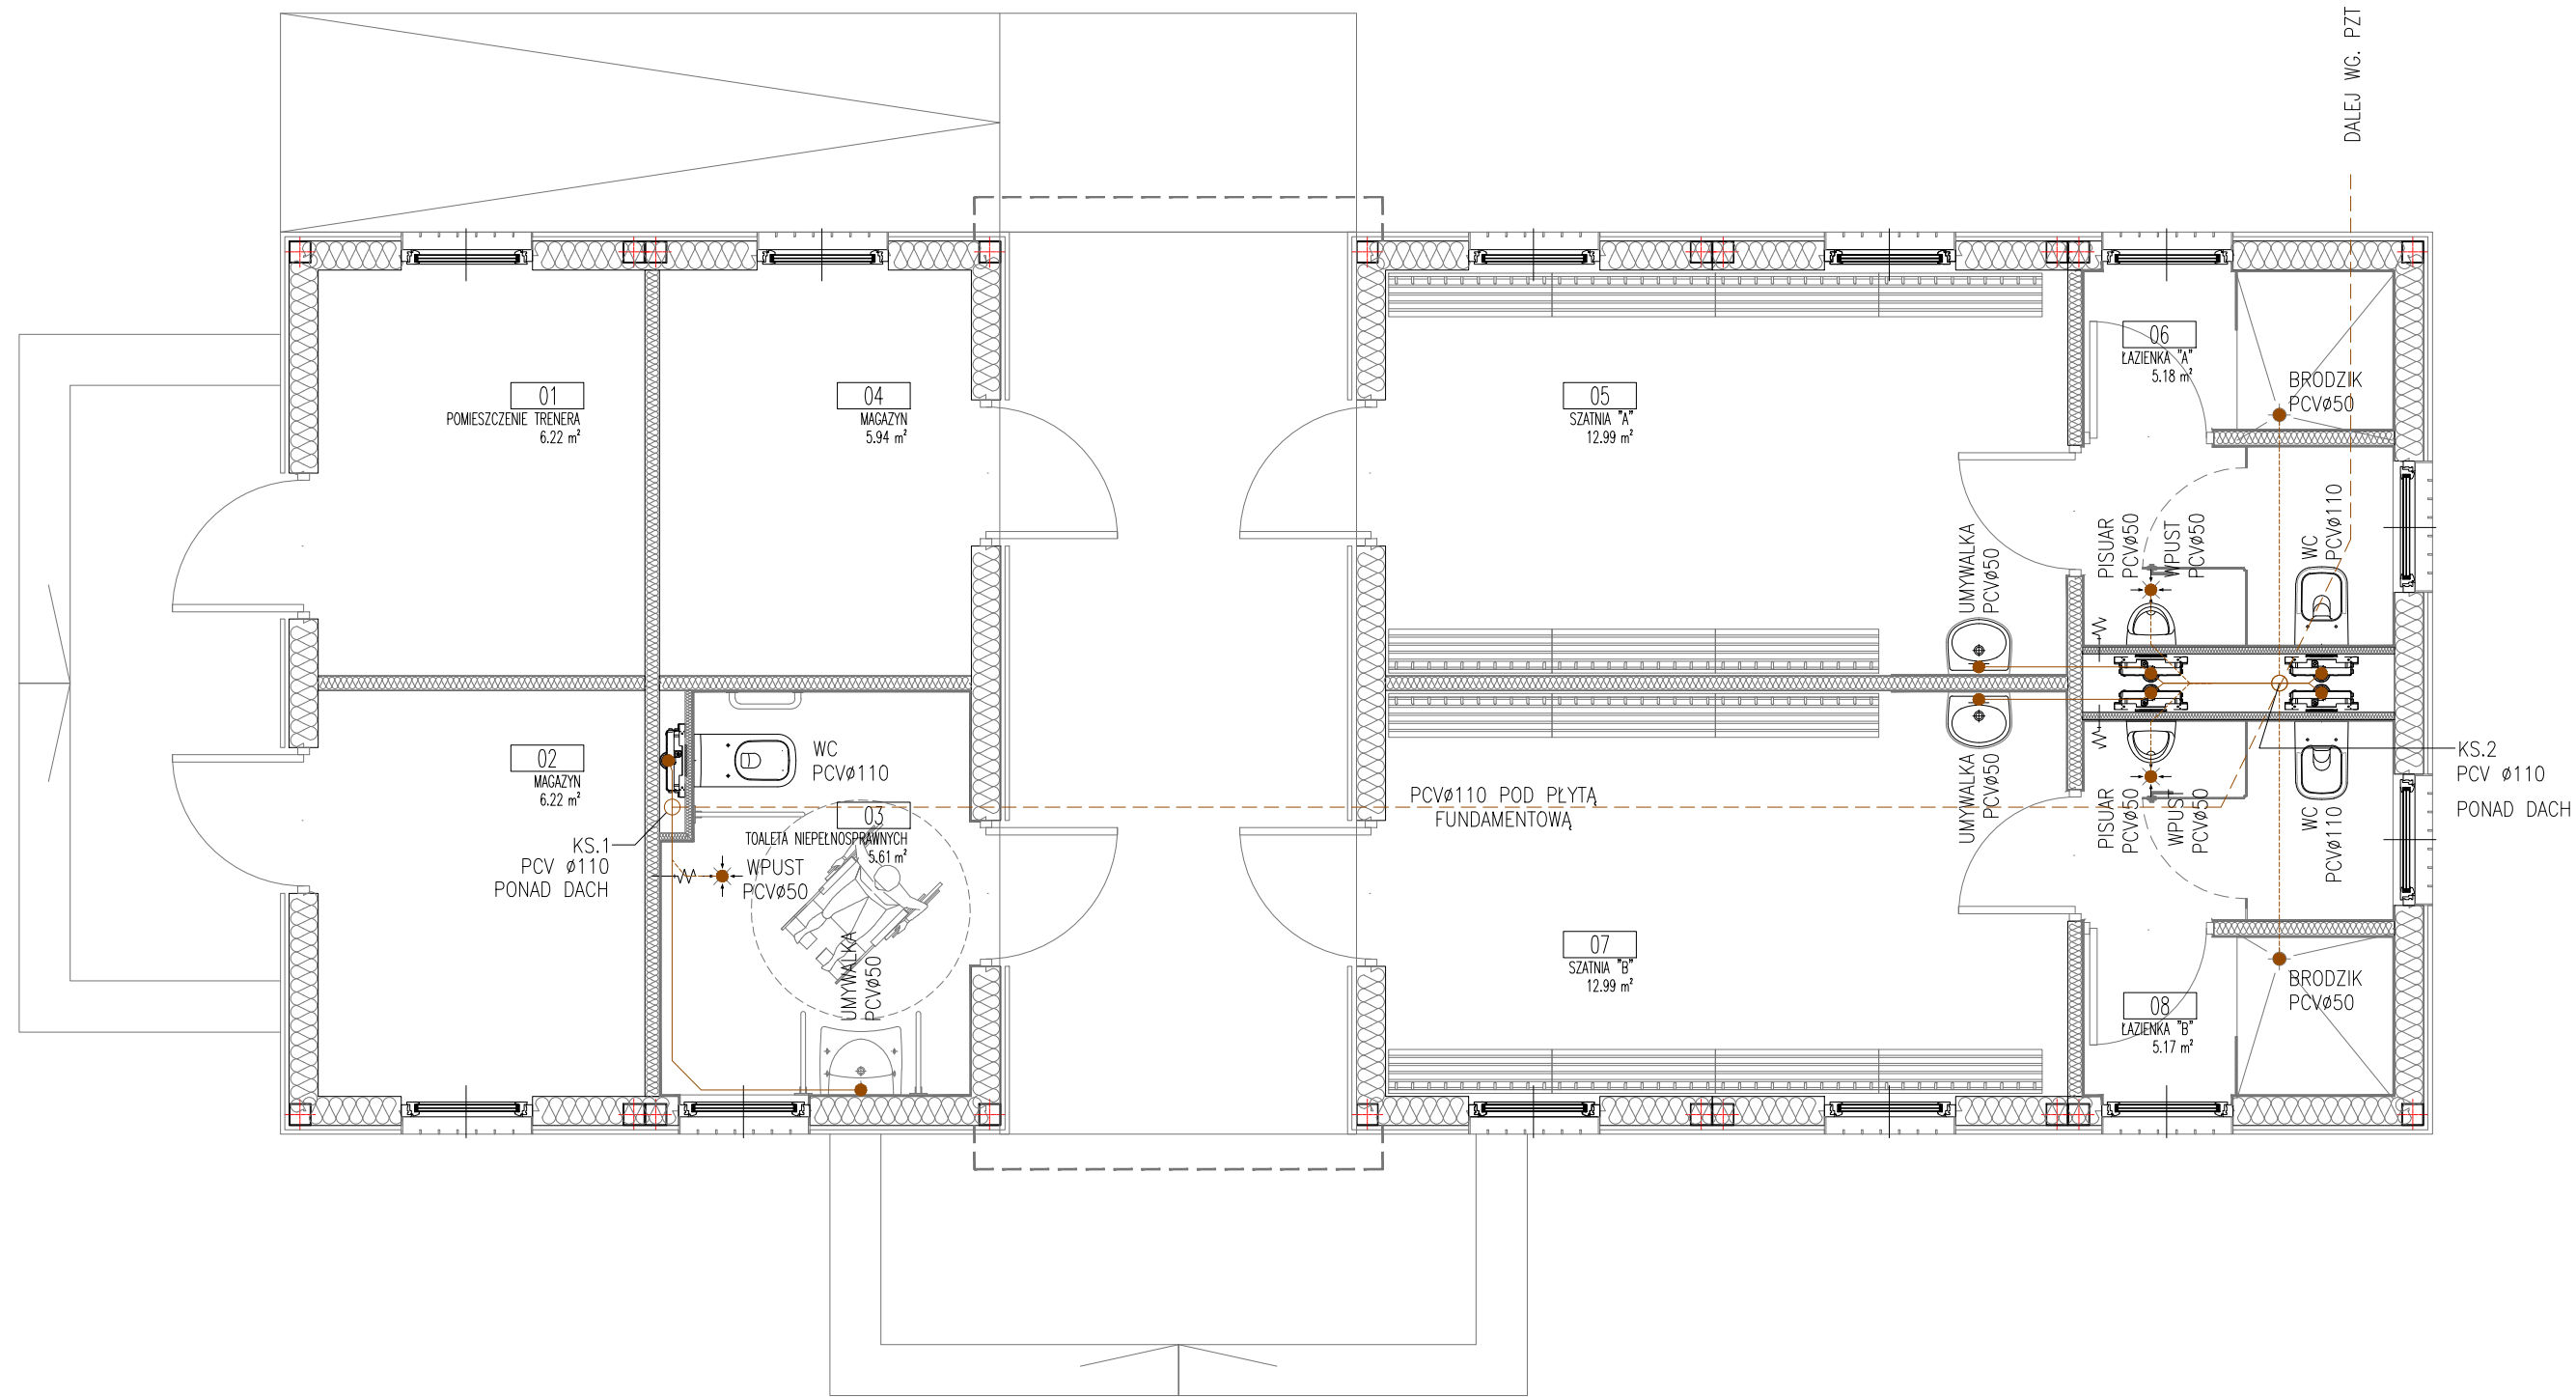 DALEJ WG. PZT
01
POMIESZCZENIE TRENERA
6.22 m²
04
MAGAZYN
5.94 m²
05
SZATNIA "A"
12.99 m²
06
ŁAZIENKA "A"
5.18 m²
BRODZIK
PCVø50
UMYWALKA
PCVø50
PISUAR
PCVø50
WPUST
PCVø50
WC
PCVø110
02
MAGAZYN
6.22 m²
WC
PCVø110
03
TOALETA NIEPEŁNOSPRAWNYCH
5.61 m²
KS.1
PCV ø110
PONAD DACH
WPUST
PCVø50
UMYWALKA
PCVø50
PCVø110 POD PŁYTĄ
FUNDAMENTOWĄ
UMYWALKA
PCVø50
PISUAR
PCVø50
WPUST
PCVø50
WC
PCVø110
KS.2
PCV ø110
PONAD DACH
07
SZATNIA "B"
12.99 m²
08
ŁAZIENKA "B"
5.17 m²
BRODZIK
PCVø50